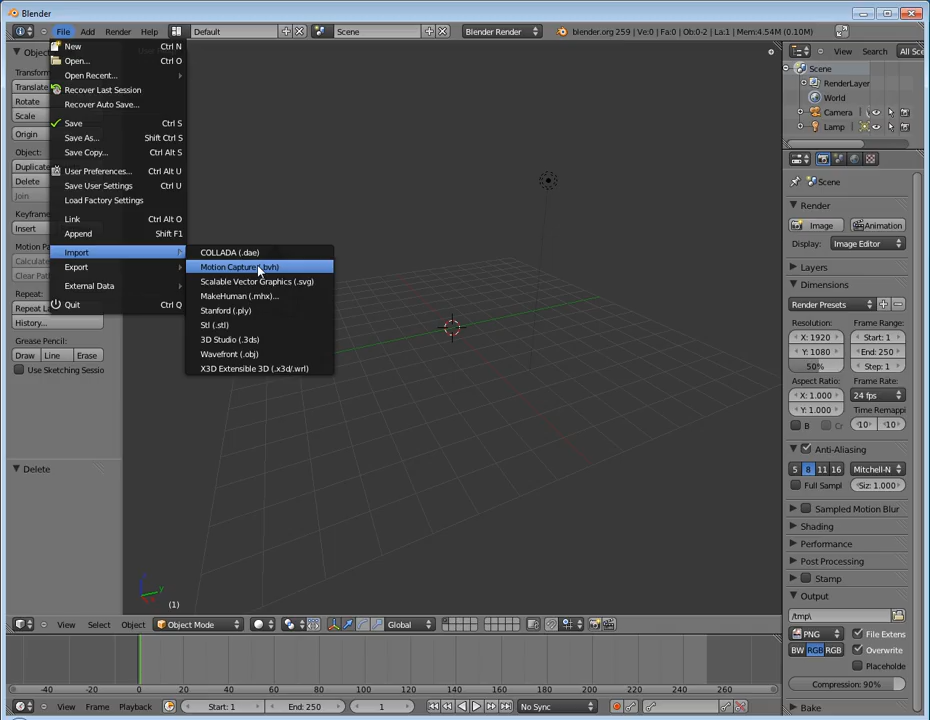 Blender
File Add Render Help Default Scene Blender Render blender.org 259 | Ve:0 | Fa:0 | Ob:0-2 | La:1 | Mem:4.54M (0.10M)
New Ctrl N
Open... Ctrl O
Open Recent...
Recover Last Session
Recover Auto Save...
Save Ctrl S
Save As... Shift Ctrl S
Save Copy... Ctrl Alt S
User Preferences... Ctrl Alt U
Save User Settings Ctrl U
Load Factory Settings
Link Ctrl Alt O
Append Shift F1
Import
Export
External Data
Quit Ctrl Q
COLLADA (.dae)
Motion Capture (.bvh)
Scalable Vector Graphics (.svg)
MakeHuman (.mhx)...
Stanford (.ply)
Stl (.stl)
3D Studio (.3ds)
Wavefront (.obj)
X3D Extensible 3D (.x3d/.wrl)
Object
Transform
Translate
Rotate
Scale
Origin
Object:
Duplicate
Delete
Join
Keyframe
Insert
Motion Pa
Calculate
Clear Paths
Repeat:
Repeat L
History...
Grease Pencil:
Draw Line Erase
Use Sketching Sessio
Delete
(1)
View Select Object Object Mode Global
-40 -20 0 20 40 60 80 100 120 140 160 180 200 220 240 260
View Frame Playback Start: 1 End: 250 1 No Sync
View Search All Sce
Scene
RenderLayer
World
Camera
Lamp
Scene
Render
Image Animation
Display: Image Editor
Layers
Dimensions
Render Presets
Resolution: Frame Range:
X: 1920 Start: 1
Y: 1080 End: 250
50% Step: 1
Aspect Ratio: Frame Rate:
X: 1.000 24 fps
Y: 1.000 Time Remappi
B Cr 10 10
Anti-Aliasing
5 8 11 16 Mitchell-N
Full Sampl Siz: 1.000
Sampled Motion Blur
Shading
Performance
Post Processing
Stamp
Output
/tmp\
PNG File Extens
BW RGB RGB Overwrite
Placeholde
Compression: 90%
Bake